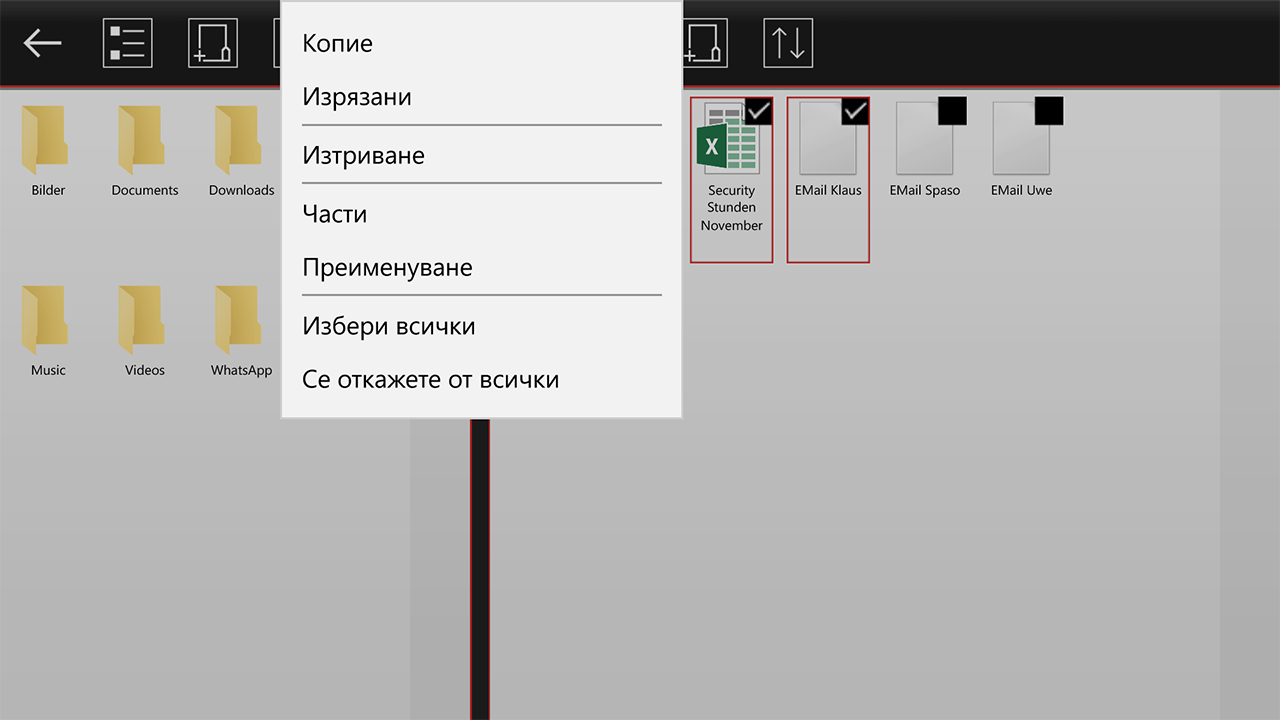 Копие
Изрязани
Изтриване
Части
Преименуване
Избери всички
Се откажете от всички
Bilder
Documents
Downloads
Music
Videos
WhatsApp
X
Security
Stunden
November
EMail Klaus
EMail Spaso
EMail Uwe